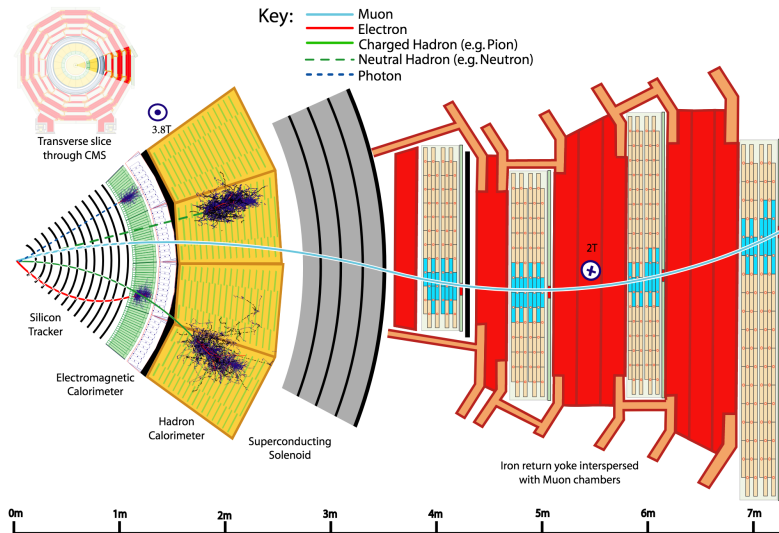 Key:
Muon
Electron
Charged Hadron (e.g. Pion)
Neutral Hadron (e.g. Neutron)
Photon
Transverse slice
through CMS
3.8T
2T
Silicon
Tracker
Electromagnetic
Calorimeter
Hadron
Calorimeter
Superconducting
Solenoid
Iron return yoke interspersed
with Muon chambers
0m 1m 2m 3m 4m 5m 6m 7m